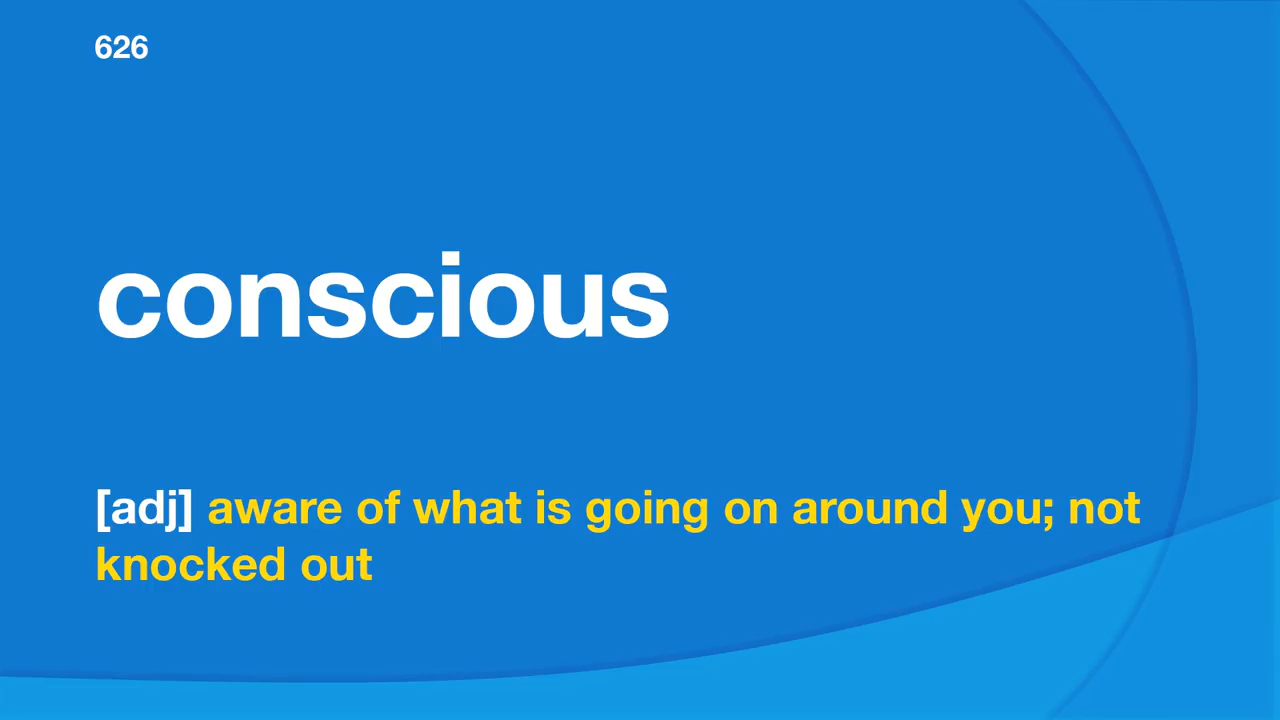 626
conscious
[adj] aware of what is going on around you; not
knocked out